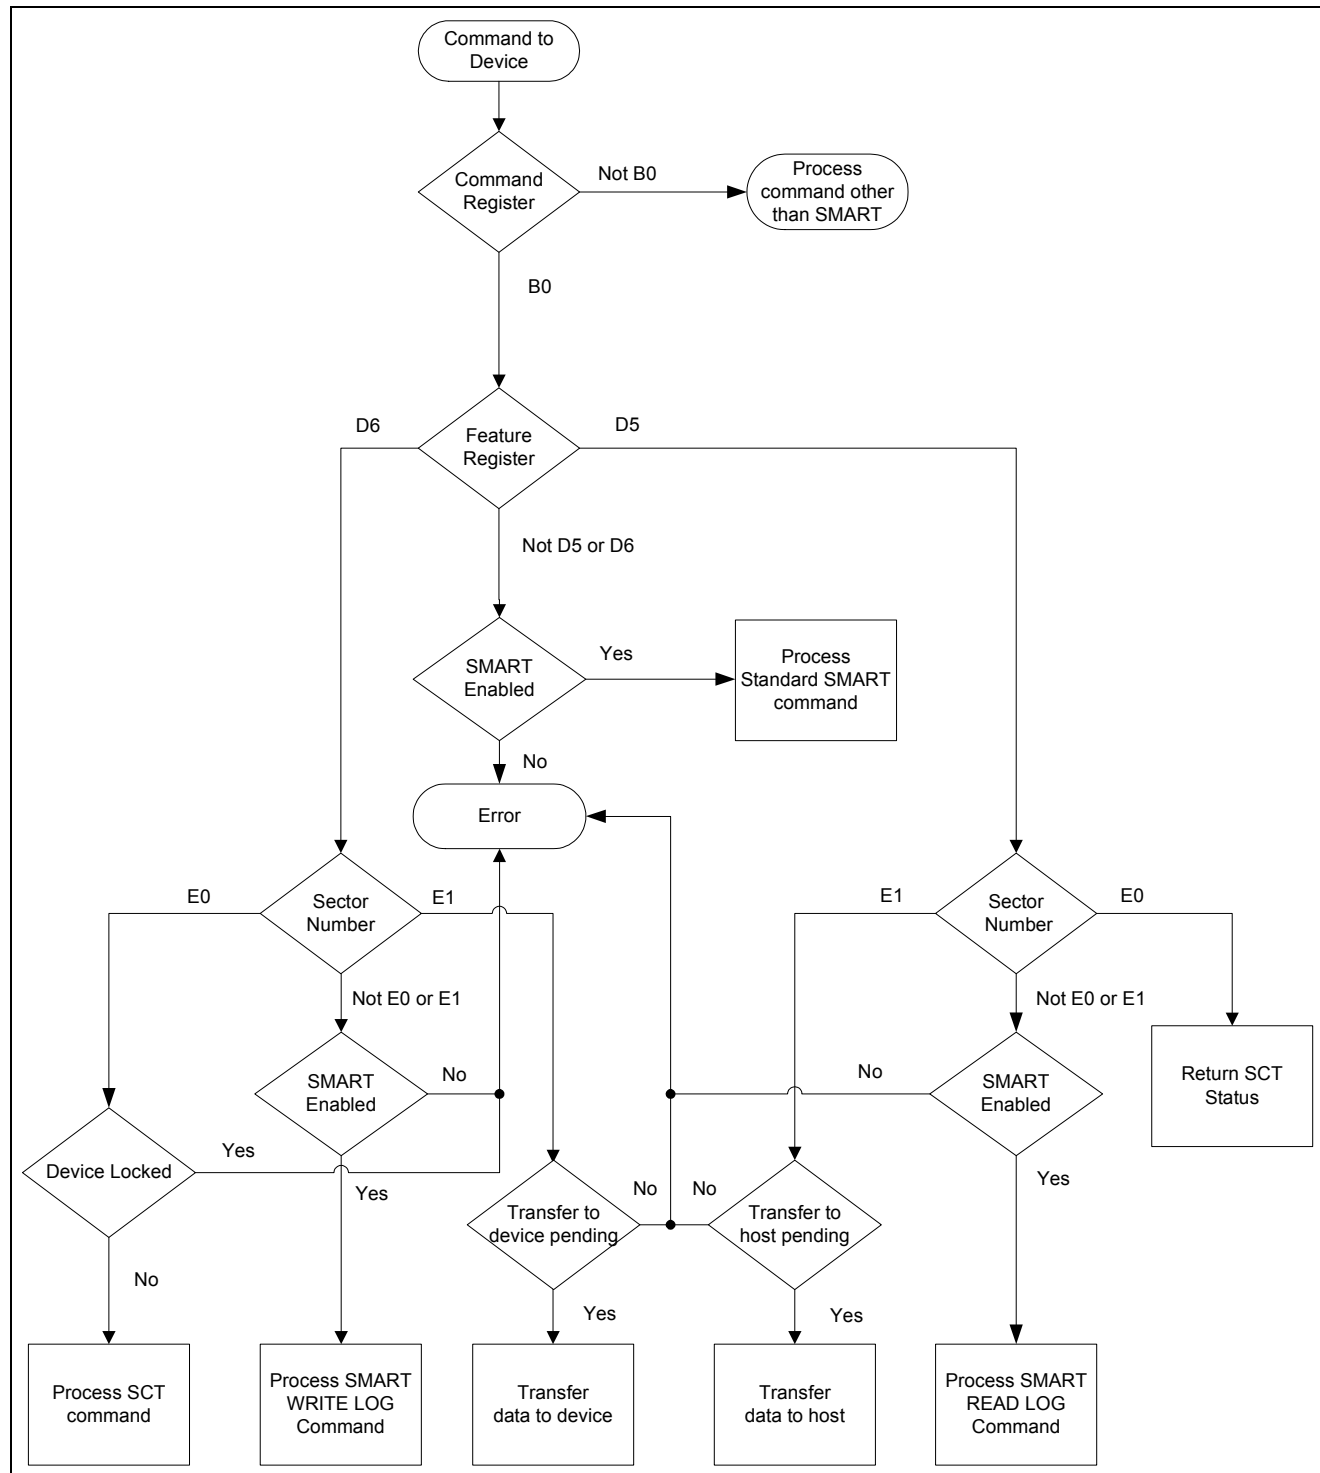 Command to
Device
Command
Register
Not B0
Process
command other
than SMART
B0
D6
Feature
Register
D5
Not D5 or D6
SMART
Enabled
Yes
Process
Standard SMART
command
No
Error
E0
Sector
Number
E1
E1
Sector
Number
E0
Not E0 or E1
Not E0 or E1
SMART
Enabled
No
No
SMART
Enabled
Return SCT
Status
Device Locked
Yes
Yes
No
No
Yes
Transfer to
device pending
Transfer to
host pending
No
Yes
Yes
Process SCT
command
Process SMART
WRITE LOG
Command
Transfer
data to device
Transfer
data to host
Process SMART
READ LOG
Command